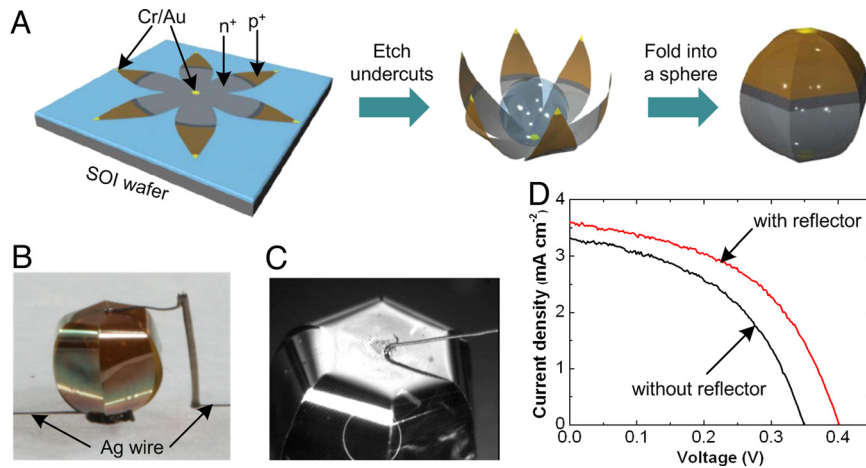 A
Cr/Au
n+
p+
SOI wafer
Etch
undercuts
Fold into
a sphere
B
Ag wire
C
D
Current density (mA cm-2)
4
3
2
1
0
with reflector
without reflector
0.0
0.1
0.2
0.3
0.4
Voltage (V)